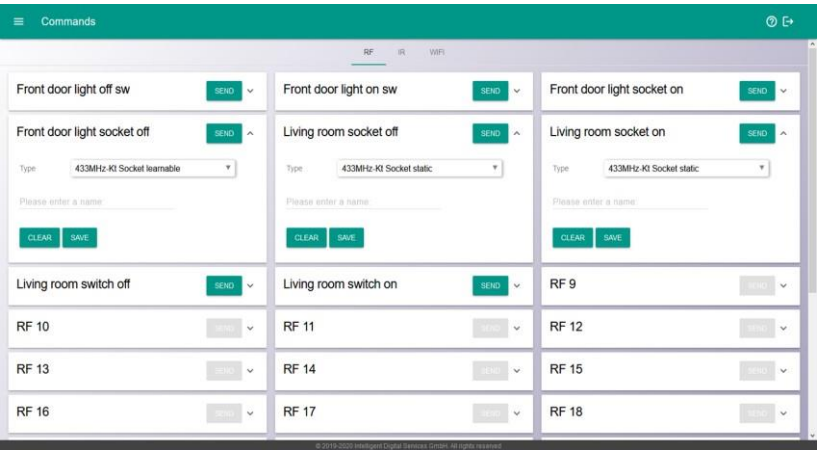 Commands
RF IR WIFI
Front door light off sw SEND
Front door light on sw SEND
Front door light socket on SEND
Front door light socket off SEND
Type 433MHz-Kt Socket learnable
Please enter a name
CLEAR SAVE
Living room socket off SEND
Type 433MHz-Kt Socket static
Please enter a name
CLEAR SAVE
Living room socket on SEND
Type 433MHz-Kt Socket static
Please enter a name
CLEAR SAVE
Living room switch off SEND
Living room switch on SEND
RF 9 SEND
RF 10 SEND
RF 11 SEND
RF 12 SEND
RF 13 SEND
RF 14 SEND
RF 15 SEND
RF 16 SEND
RF 17 SEND
RF 18 SEND
© 2019-2020 Intelligent Digital Services GmbH. All rights reserved